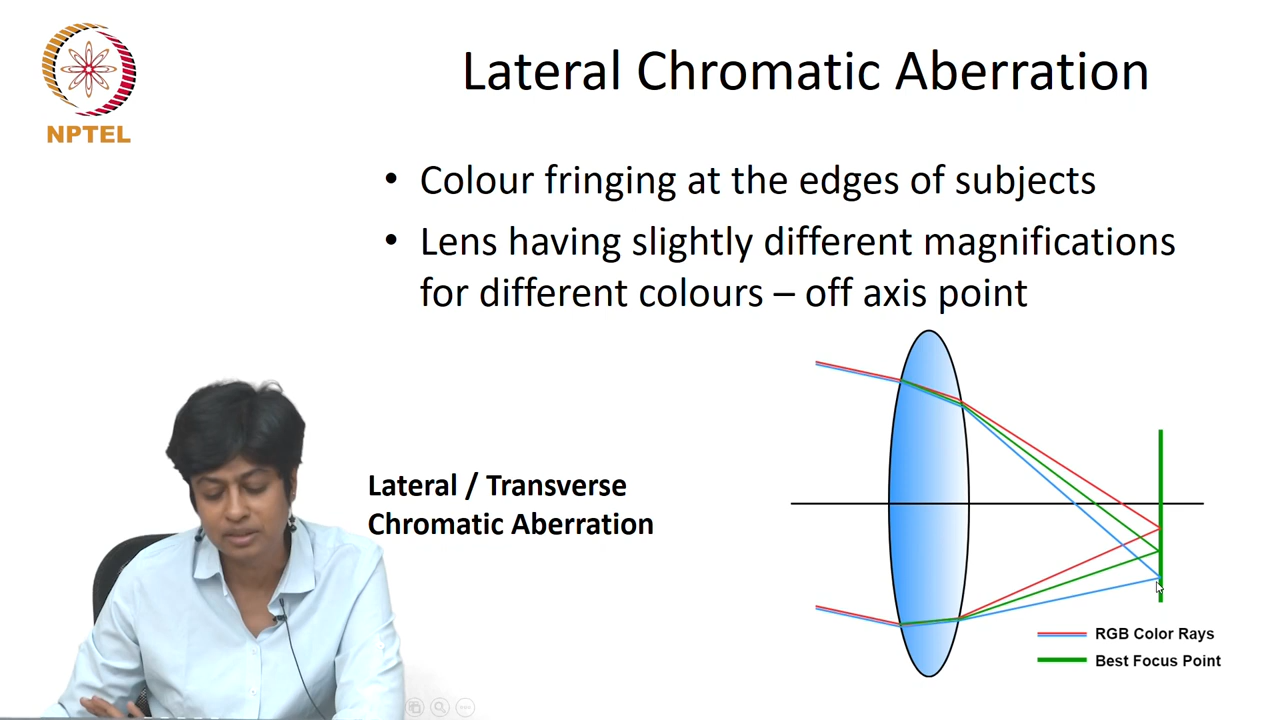 NPTEL
Lateral Chromatic Aberration
• Colour fringing at the edges of subjects
• Lens having slightly different magnifications
for different colours – off axis point
Lateral / Transverse
Chromatic Aberration
RGB Color Rays
Best Focus Point